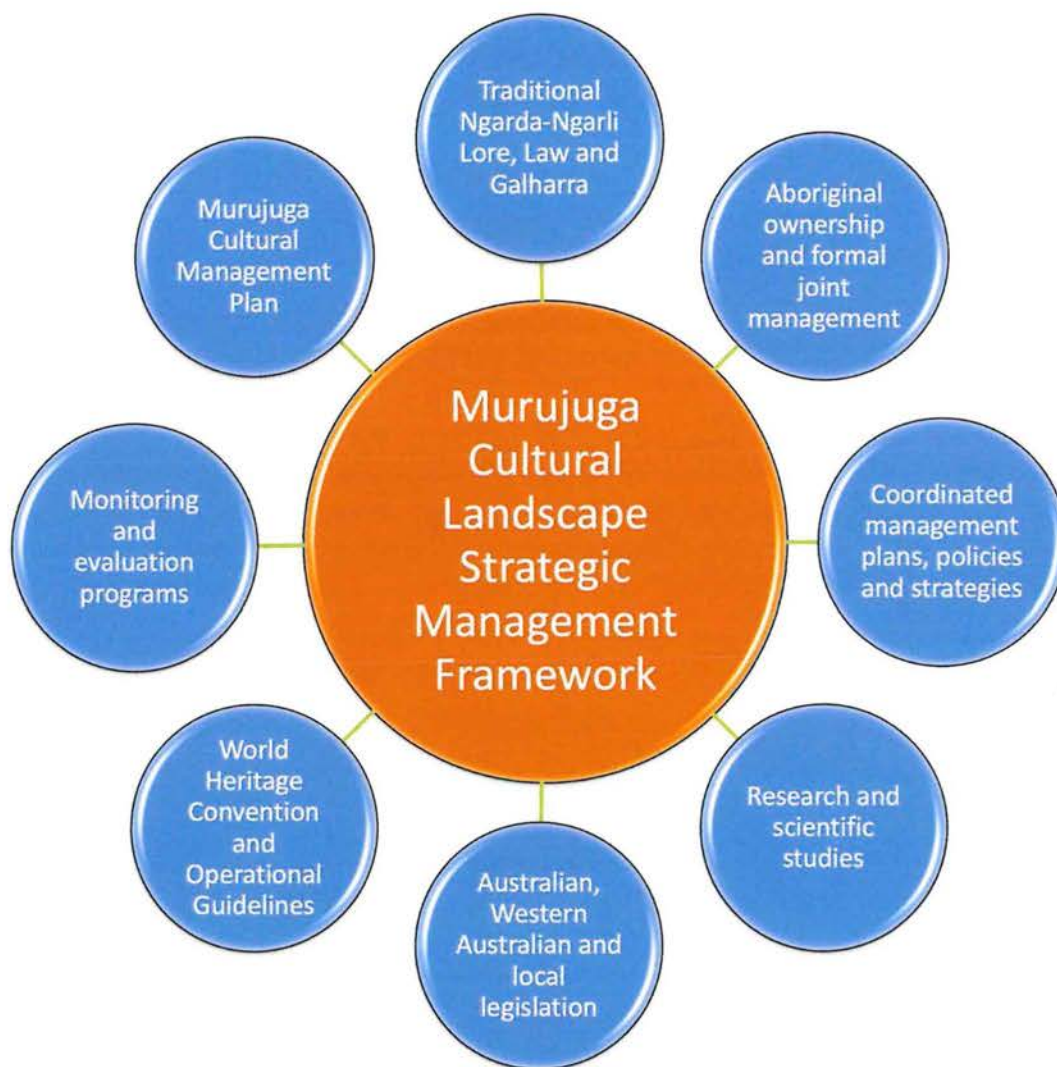 Traditional
Ngarda-Ngarli
Lore, Law and
Galharra
Aboriginal
ownership
and formal
joint
management
Coordinated
management
plans, policies
and strategies
Research and
scientific
studies
Australian,
Western
Australian and
local
legislation
World
Heritage
Convention
and
Operational
Guidelines
Monitoring
and
evaluation
programs
Murujuga
Cultural
Management
Plan
Murujuga
Cultural
Landscape
Strategic
Management
Framework